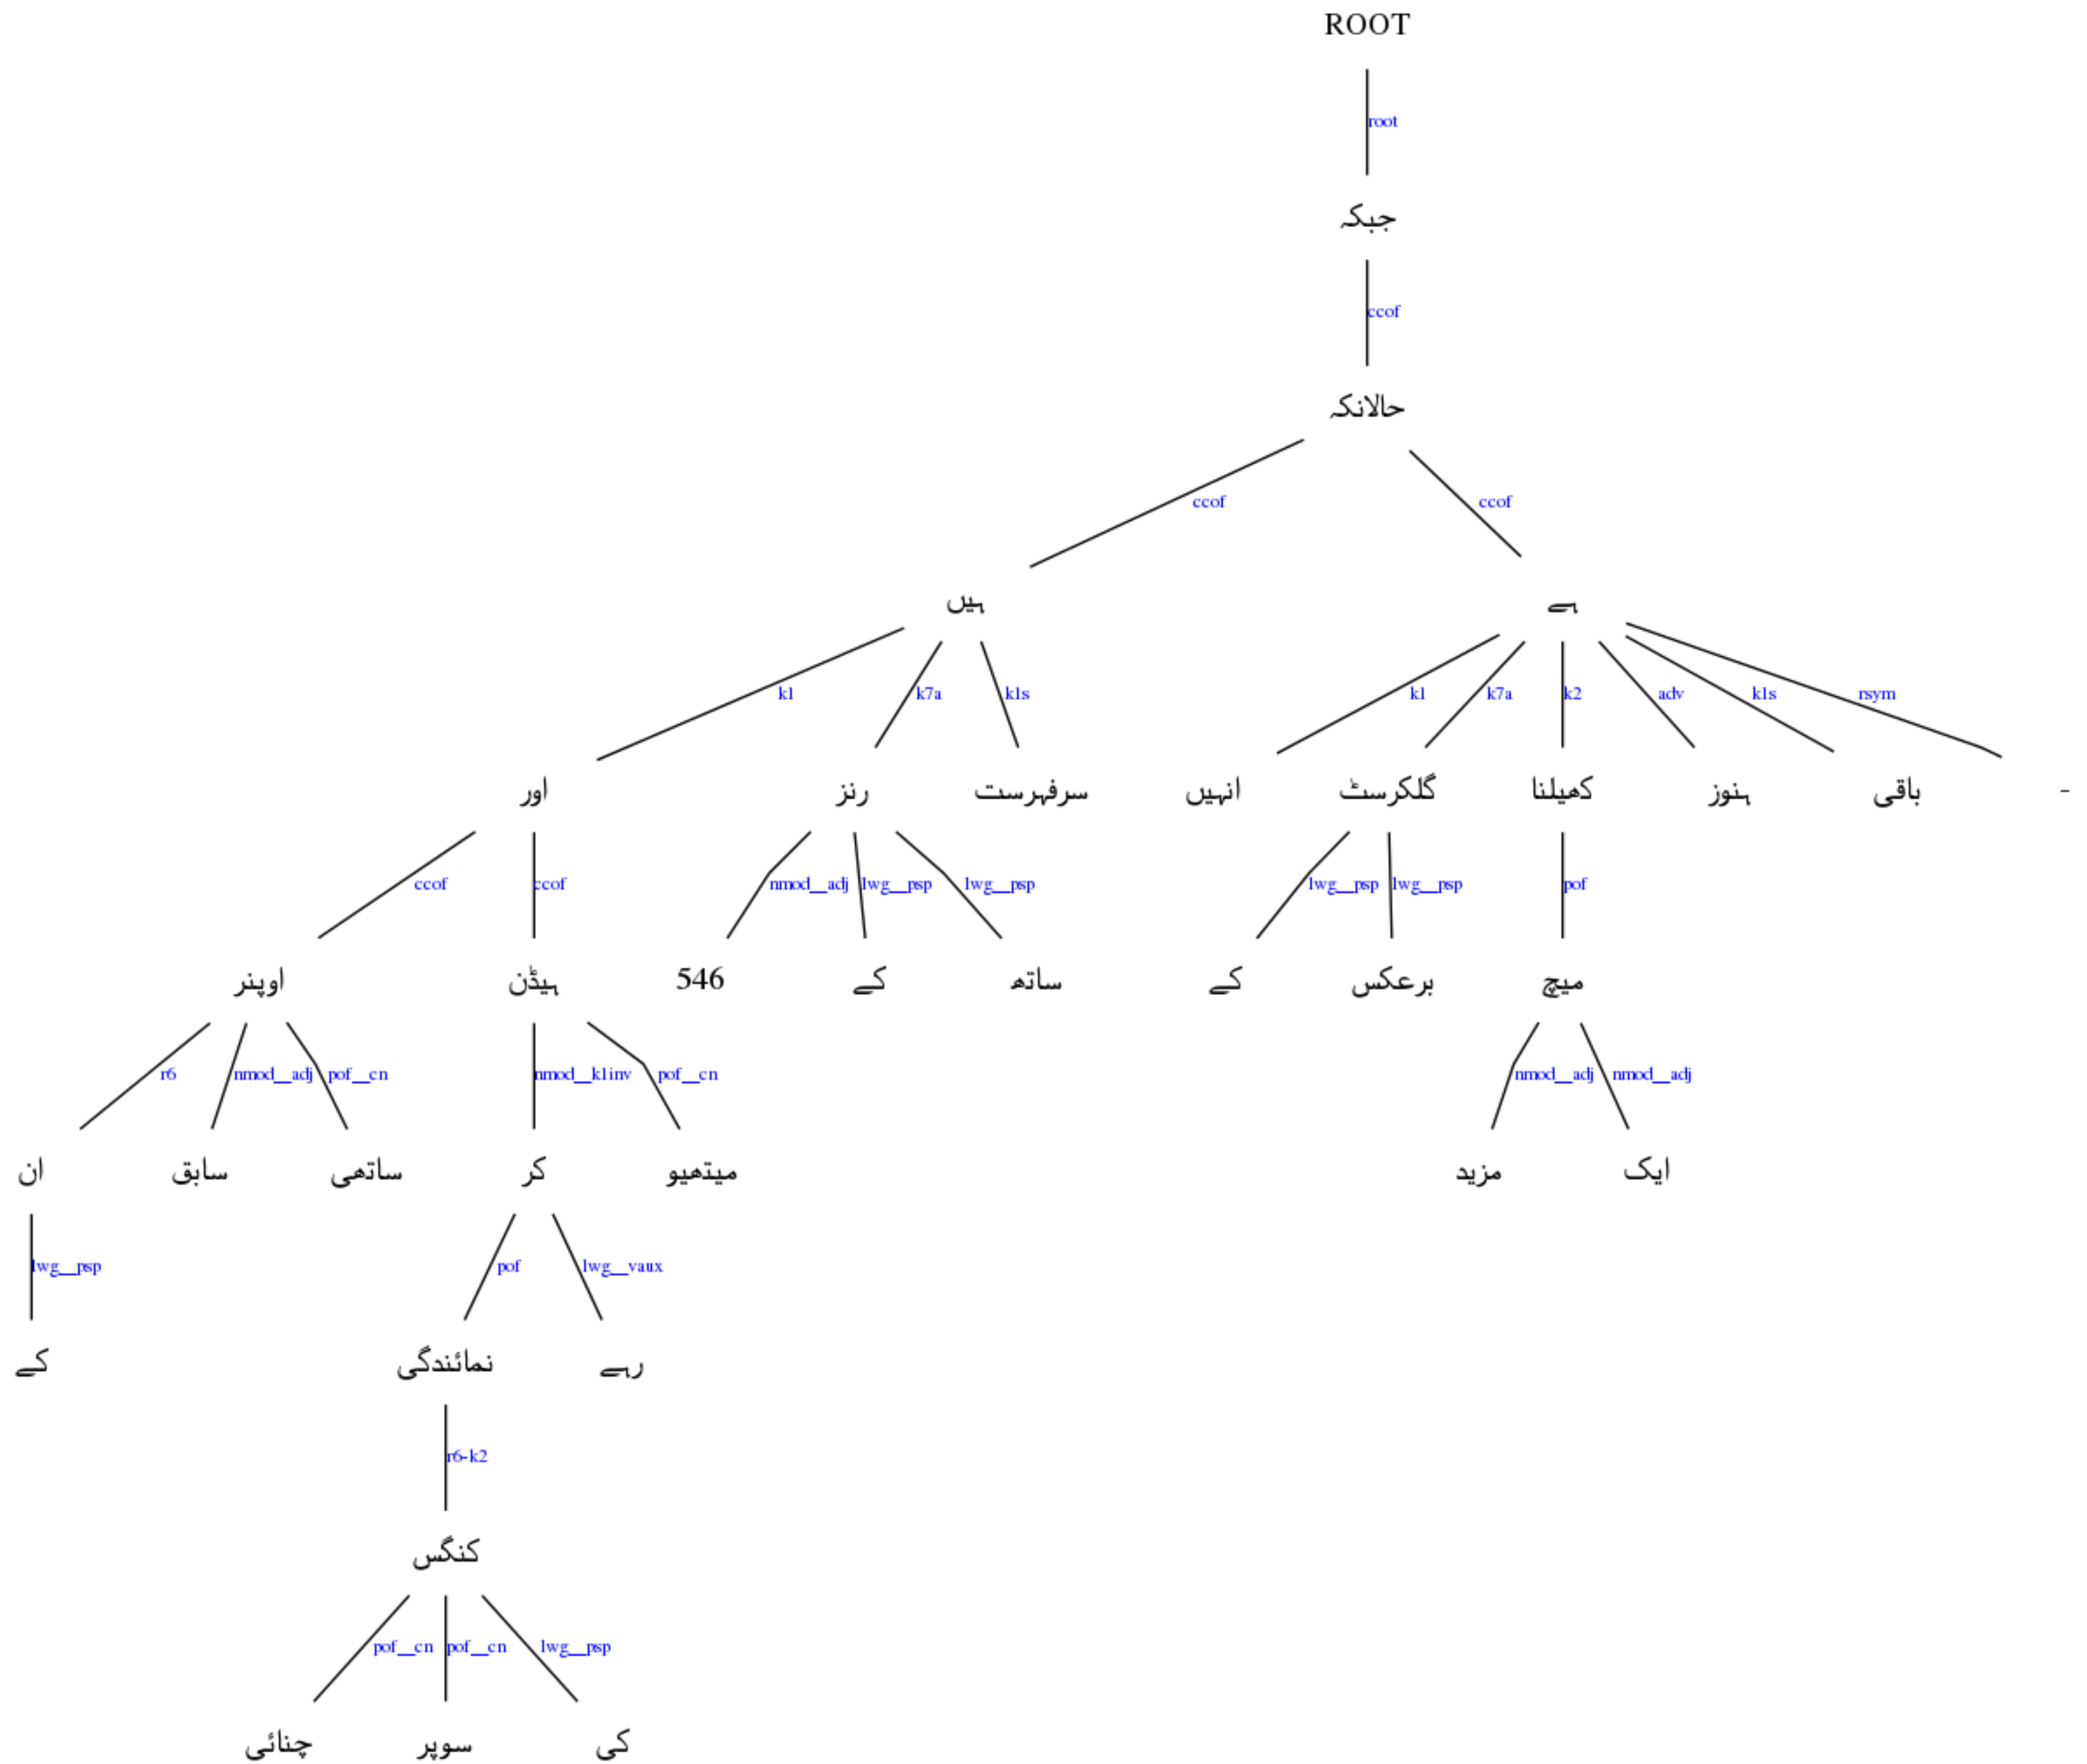 ROOT
root
جبکہ
ccof
حالانکہ
ccof ccof
ہیں ہے
k1 k7a k1s k1 k7a k2 adv k1s rsym
اور رنز سرفہرست انہیں گلکرسٹ کھیلنا ہنوز باقی -
ccof ccof nmod__adj lwg__psp lwg__psp lwg__psp lwg__psp pof
اوپنر ہیڈن 546 کے ساتھ کے برعکس میچ
r6 nmod__adj pof__cn nmod__k1inv pof__cn nmod__adj nmod__adj
ان سابق ساتھی کر میتھیو مزید ایک
lwg__psp pof lwg__vaux
کے نمائندگی رہے
r6-k2
کنگس
pof__cn pof__cn lwg__psp
چنائی سوپر کی